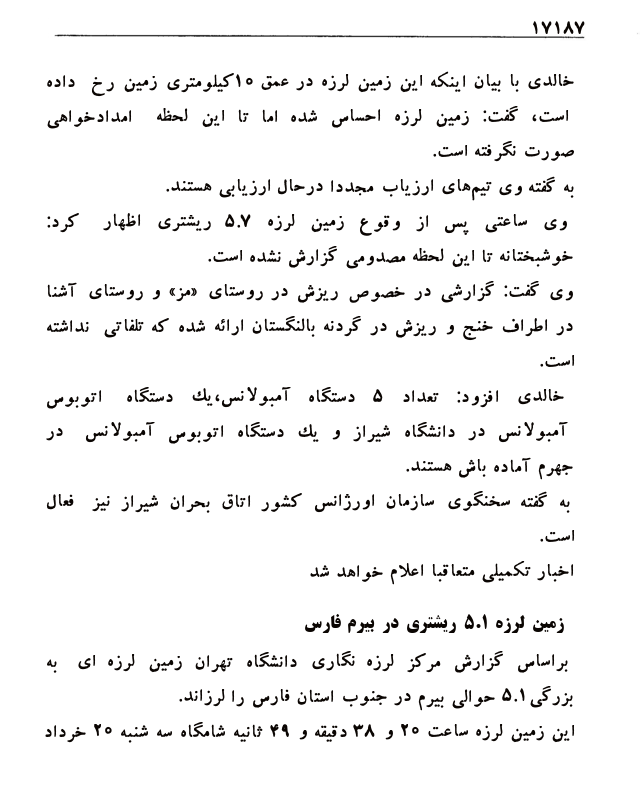 ۱۷۱۸۷
خالدی با بیان اینکه این زمین لرزه در عمق ۱۰کیلومتری زمین رخ داده
است، گفت: زمین لرزه احساس شده اما تا این لحظه امدادخواهی
صورت نگرفته است.
به گفته وی تیم‌های ارزیاب مجددا درحال ارزیابی هستند.
وی ساعتی پس از وقوع زمین لرزه ۵.۷ ریشتری اظهار کرد:
خوشبختانه تا این لحظه مصدومی گزارش نشده است.
وی گفت: گزارشی در خصوص ریزش در روستای «مز» و روستای آشنا
در اطراف خنج و ریزش در گردنه بالنگستان ارائه شده که تلفاتی نداشته
است.
خالدی افزود: تعداد ۵ دستگاه آمبولانس،یك دستگاه اتوبوس
آمبولانس در دانشگاه شیراز و یك دستگاه اتوبوس آمبولانس در
جهرم آماده باش هستند.
به گفته سخنگوی سازمان اورژانس کشور اتاق بحران شیراز نیز فعال
است.
اخبار تکمیلی متعاقبا اعلام خواهد شد
زمین لرزه ۵.۱ ریشتری در بیرم فارس
براساس گزارش مرکز لرزه نگاری دانشگاه تهران زمین لرزه ای به
بزرگی ۵.۱ حوالی بیرم در جنوب استان فارس را لرزاند.
این زمین لرزه ساعت ۲۰ و ۳۸ دقیقه و ۴۹ ثانیه شامگاه سه شنبه ۲۰ خرداد